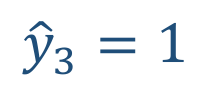 ŷ₃ = 1